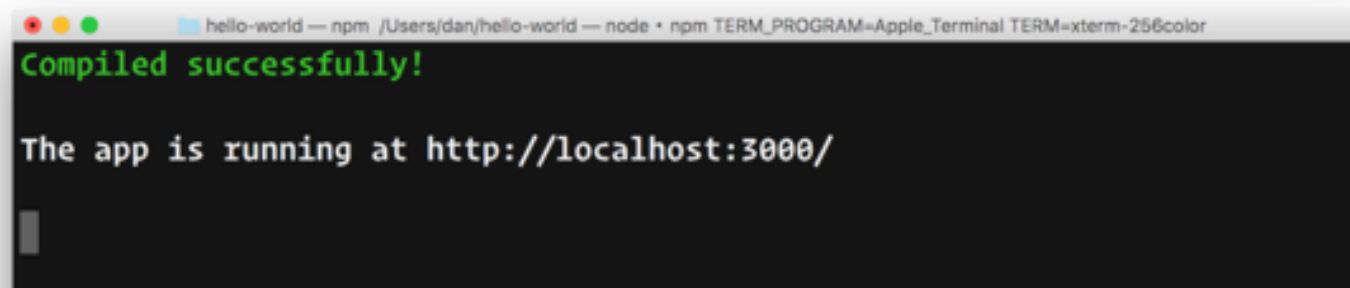 hello-world — npm /Users/dan/hello-world — node • npm TERM_PROGRAM=Apple_Terminal TERM=xterm-256color
Compiled successfully!
The app is running at http://localhost:3000/